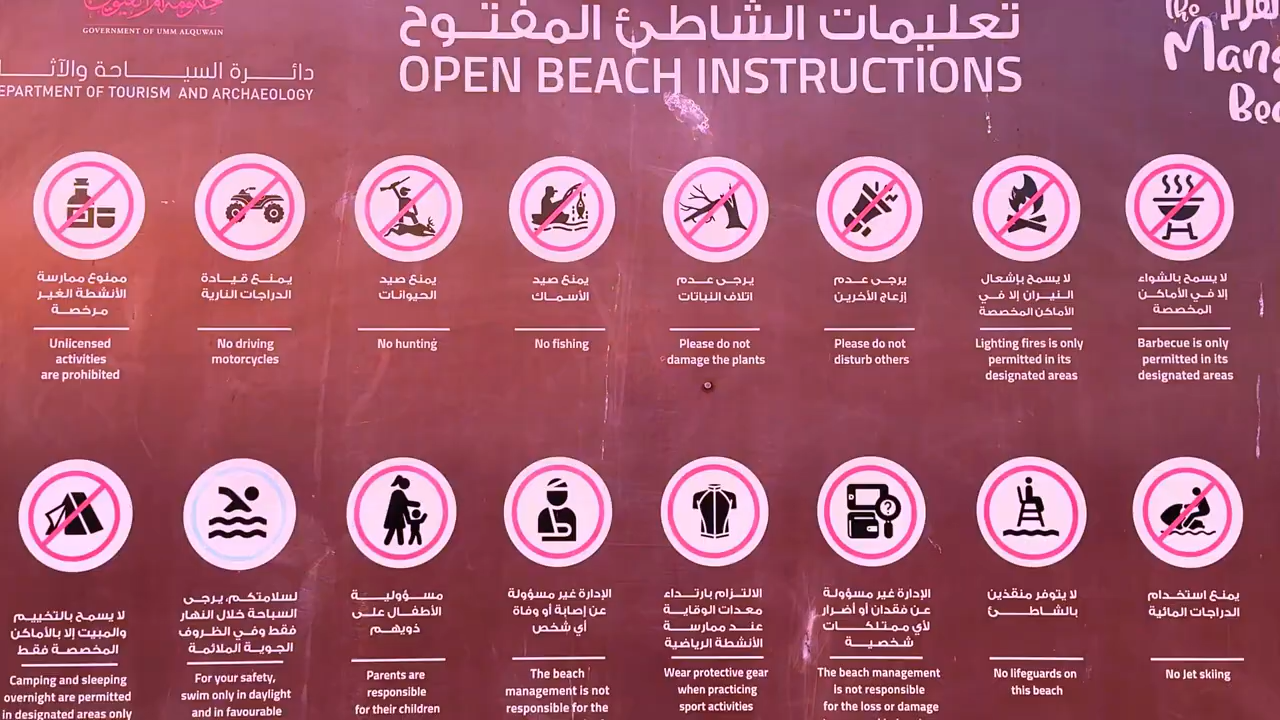 GOVERNMENT OF UMM ALQUWAIN
دائـــرة السيـــــاحة والآثـا
EPARTMENT OF TOURISM AND ARCHAEOLOGY
تعليمات الشاطئ المفتوح
OPEN BEACH INSTRUCTIONS
The
Mang
Bea
ممنوع ممارسة
الأنشطة الغير
مرخصة
Unlicensed
activities
are prohibited
يمنع قيادة
الدراجات النارية
No driving
motorcycles
يمنع صيد
الحيوانات
No hunting
يمنع صيد
الأسماك
No fishing
يرجى عدم
اتلاف النباتات
Please do not
damage the plants
يرجى عدم
إزعاج الأخرين
Please do not
disturb others
لا يسمح بإشعال
النيران إلا في
الأماكن المخصصة
Lighting fires is only
permitted in its
designated areas
لا يسمح بالشواء
إلا في الأماكن
المخصصة
Barbecue is only
permitted in its
designated areas
لا يسمح بالتخييم
والمبيت إلا بالأماكن
المخصصة فقط
Camping and sleeping
overnight are permitted
in designated areas only
لسلامتكم، يرجى
السباحة خلال النهار
فقط وفي الظروف
الجوية الملائمة
For your safety,
swim only in daylight
and in favourable
مسؤولية
الأطفال على
ذويهم
Parents are
responsible
for their children
الإدارة غير مسؤولة
عن إصابة أو وفاة
أي شخص
The beach
management is not
responsible for the
الالتزام بارتداء
معدات الوقاية
عند ممارسة
الأنشطة الرياضية
Wear protective gear
when practicing
sport activities
الإدارة غير مسؤولة
عن فقدان أو أضرار
لأي ممتلكات
شخصية
The beach management
is not responsible
for the loss or damage
لا يتوفر منقذين
بالشاطئ
No lifeguards on
this beach
يمنع استخدام
الدراجات المائية
No Jet skiing